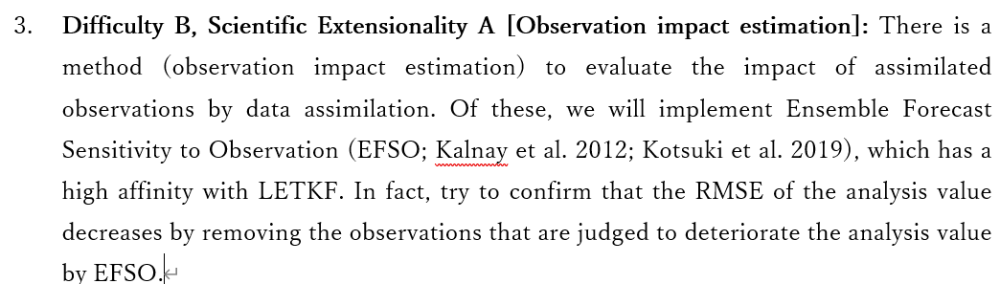 3. Difficulty B, Scientific Extensionality A [Observation impact estimation]: There is a
method (observation impact estimation) to evaluate the impact of assimilated
observations by data assimilation. Of these, we will implement Ensemble Forecast
Sensitivity to Observation (EFSO; Kalnay et al. 2012; Kotsuki et al. 2019), which has a
high affinity with LETKF. In fact, try to confirm that the RMSE of the analysis value
decreases by removing the observations that are judged to deteriorate the analysis value
by EFSO.